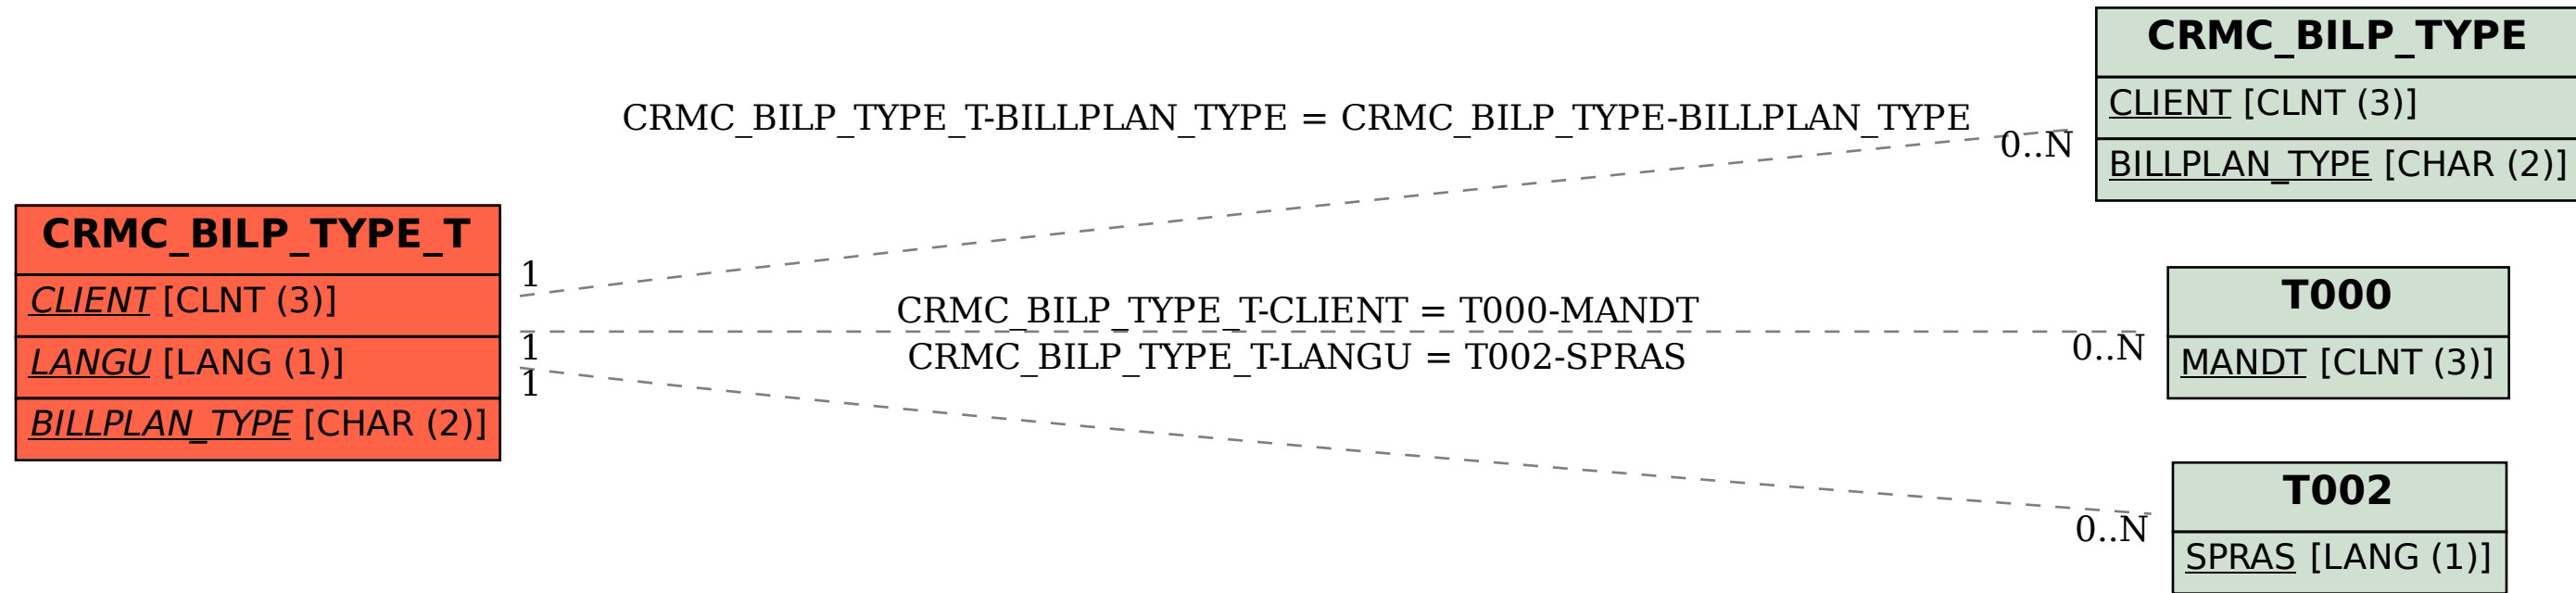 CRMC_BILP_TYPE
CLIENT [CLNT (3)]
BILLPLAN_TYPE [CHAR (2)]
CRMC_BILP_TYPE_T-BILLPLAN_TYPE = CRMC_BILP_TYPE-BILLPLAN_TYPE
0..N
1
CRMC_BILP_TYPE_T
CLIENT [CLNT (3)]
LANGU [LANG (1)]
BILLPLAN_TYPE [CHAR (2)]
CRMC_BILP_TYPE_T-CLIENT = T000-MANDT
1
0..N
T000
MANDT [CLNT (3)]
CRMC_BILP_TYPE_T-LANGU = T002-SPRAS
1
0..N
T002
SPRAS [LANG (1)]